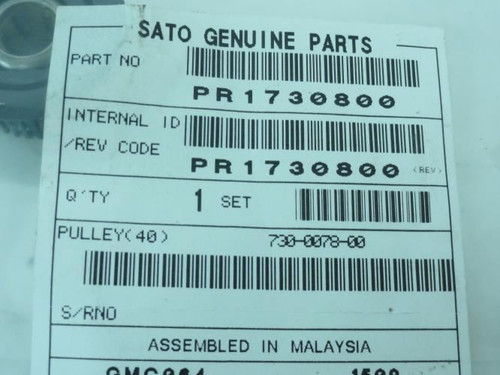 SATO GENUINE PARTS
PART NO
PR1730800
INTERNAL ID
/REV CODE
PR1730800 (REV)
Q'TY 1 SET
PULLEY(40) 730-0078-00
S/RNO
ASSEMBLED IN MALAYSIA